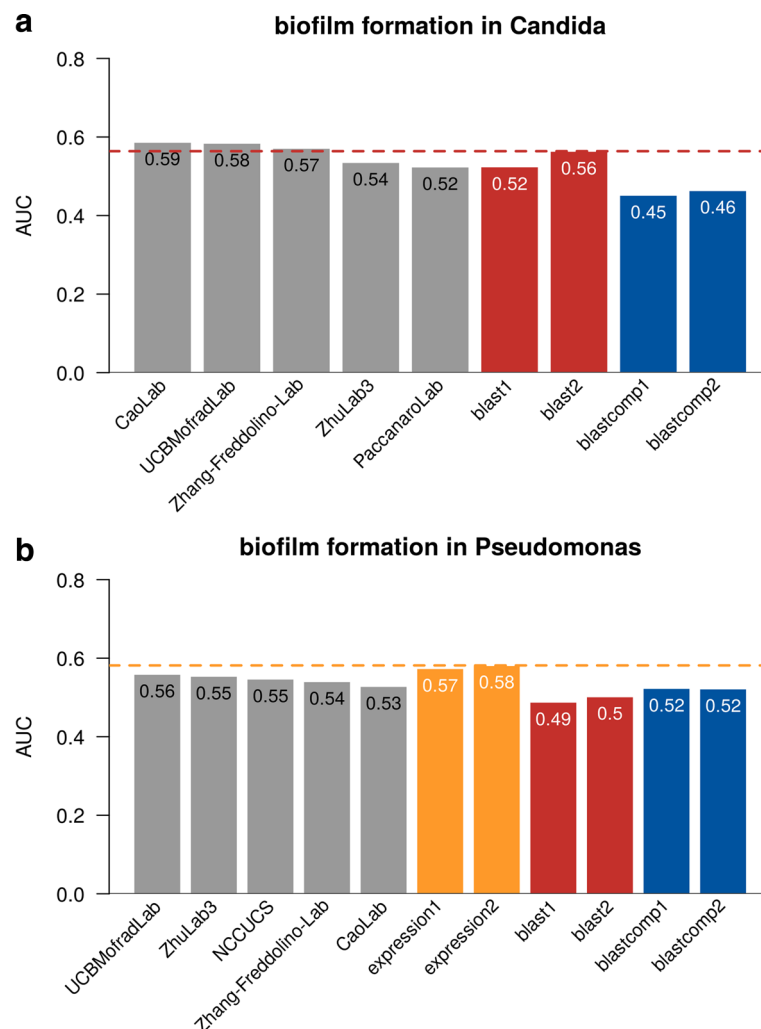 a
biofilm formation in Candida
0.8
0.6
0.4
0.2
0.0
AUC
0.59
0.58
0.57
0.54
0.52
0.52
0.56
0.45
0.46
CaoLab
UCBMofradLab
Zhang-Freddolino-Lab
ZhuLab3
PaccanaroLab
blast1
blast2
blastcomp1
blastcomp2
b
biofilm formation in Pseudomonas
0.8
0.6
0.4
0.2
0.0
AUC
0.56
0.55
0.55
0.54
0.53
0.57
0.58
0.49
0.5
0.52
0.52
UCBMofradLab
ZhuLab3
NCCUCS
Zhang-Freddolino-Lab
CaoLab
expression1
expression2
blast1
blast2
blastcomp1
blastcomp2